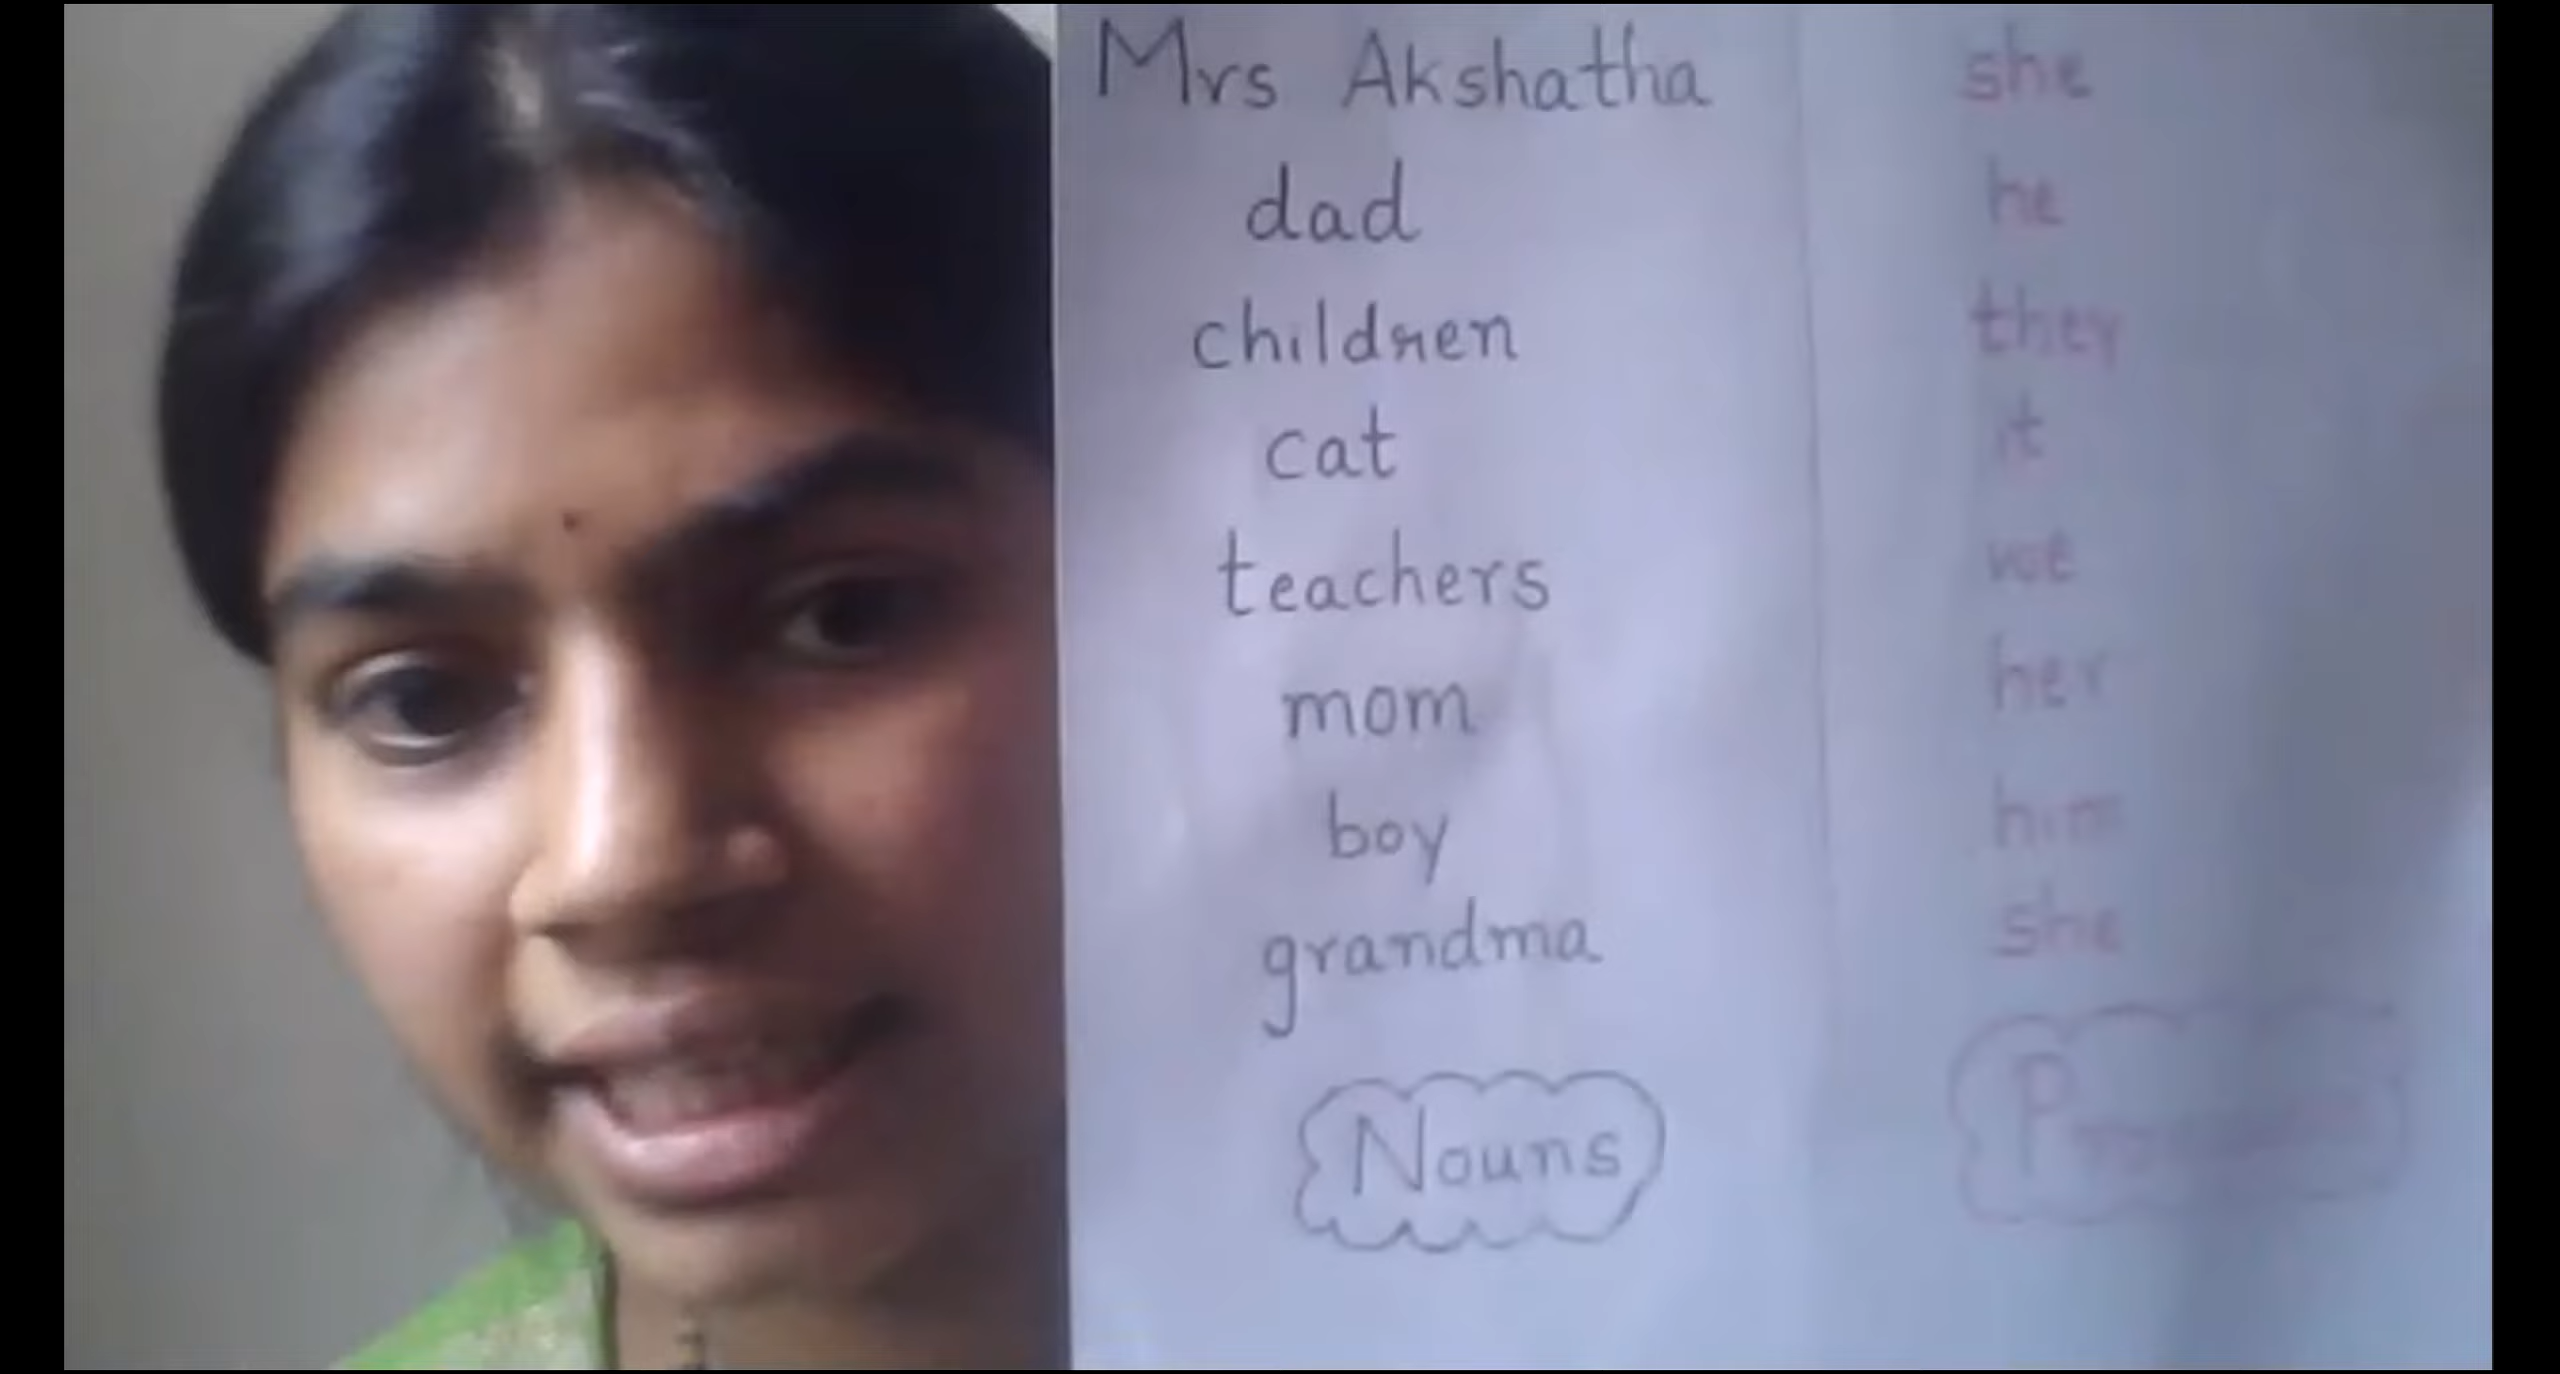 Mrs Akshatha she
dad he
children they
cat it
teachers we
mom her
boy him
grandma she
Nouns